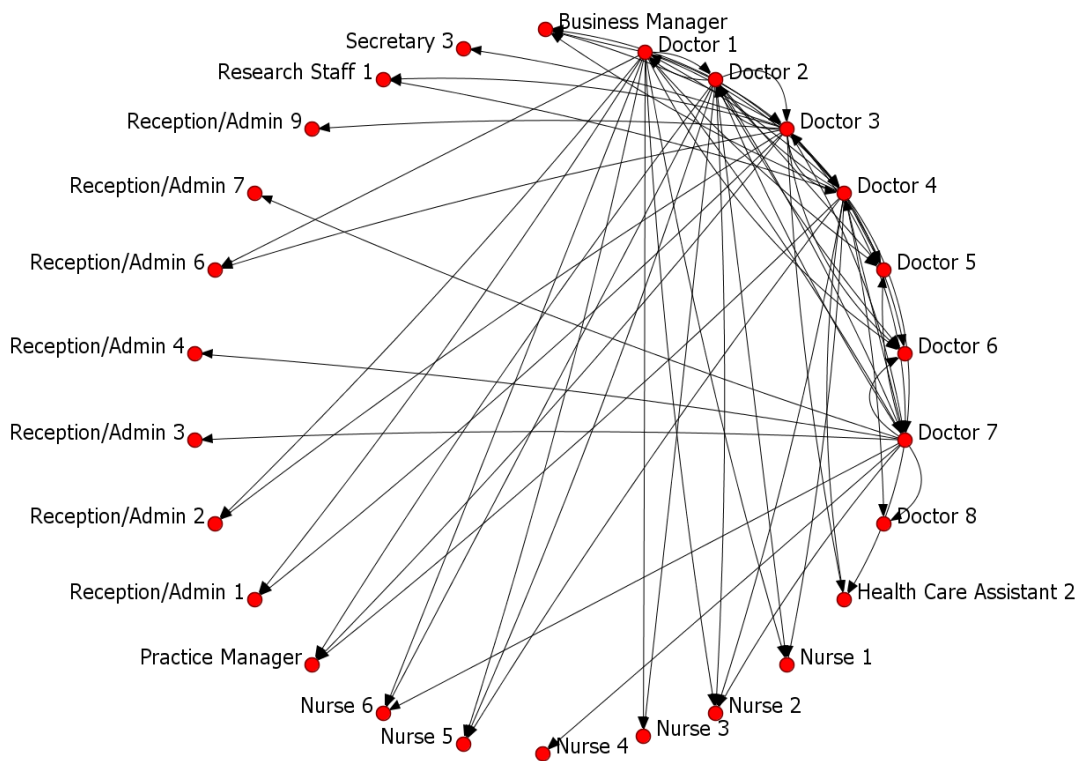 Business Manager
Secretary 3
Doctor 1
Research Staff 1
Doctor 2
Reception/Admin 9
Doctor 3
Reception/Admin 7
Doctor 4
Reception/Admin 6
Doctor 5
Reception/Admin 4
Doctor 6
Reception/Admin 3
Doctor 7
Reception/Admin 2
Doctor 8
Reception/Admin 1
Health Care Assistant 2
Practice Manager
Nurse 1
Nurse 6
Nurse 2
Nurse 5
Nurse 3
Nurse 4